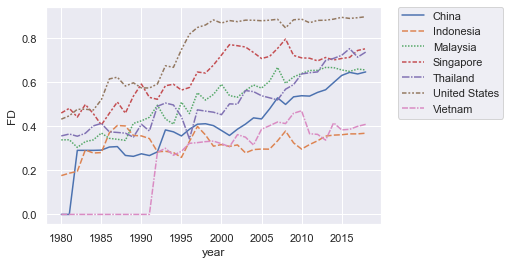 China
Indonesia
Malaysia
Singapore
Thailand
United States
Vietnam
FD
0.8
0.6
0.4
0.2
0.0
1980 1985 1990 1995 2000 2005 2010 2015
year